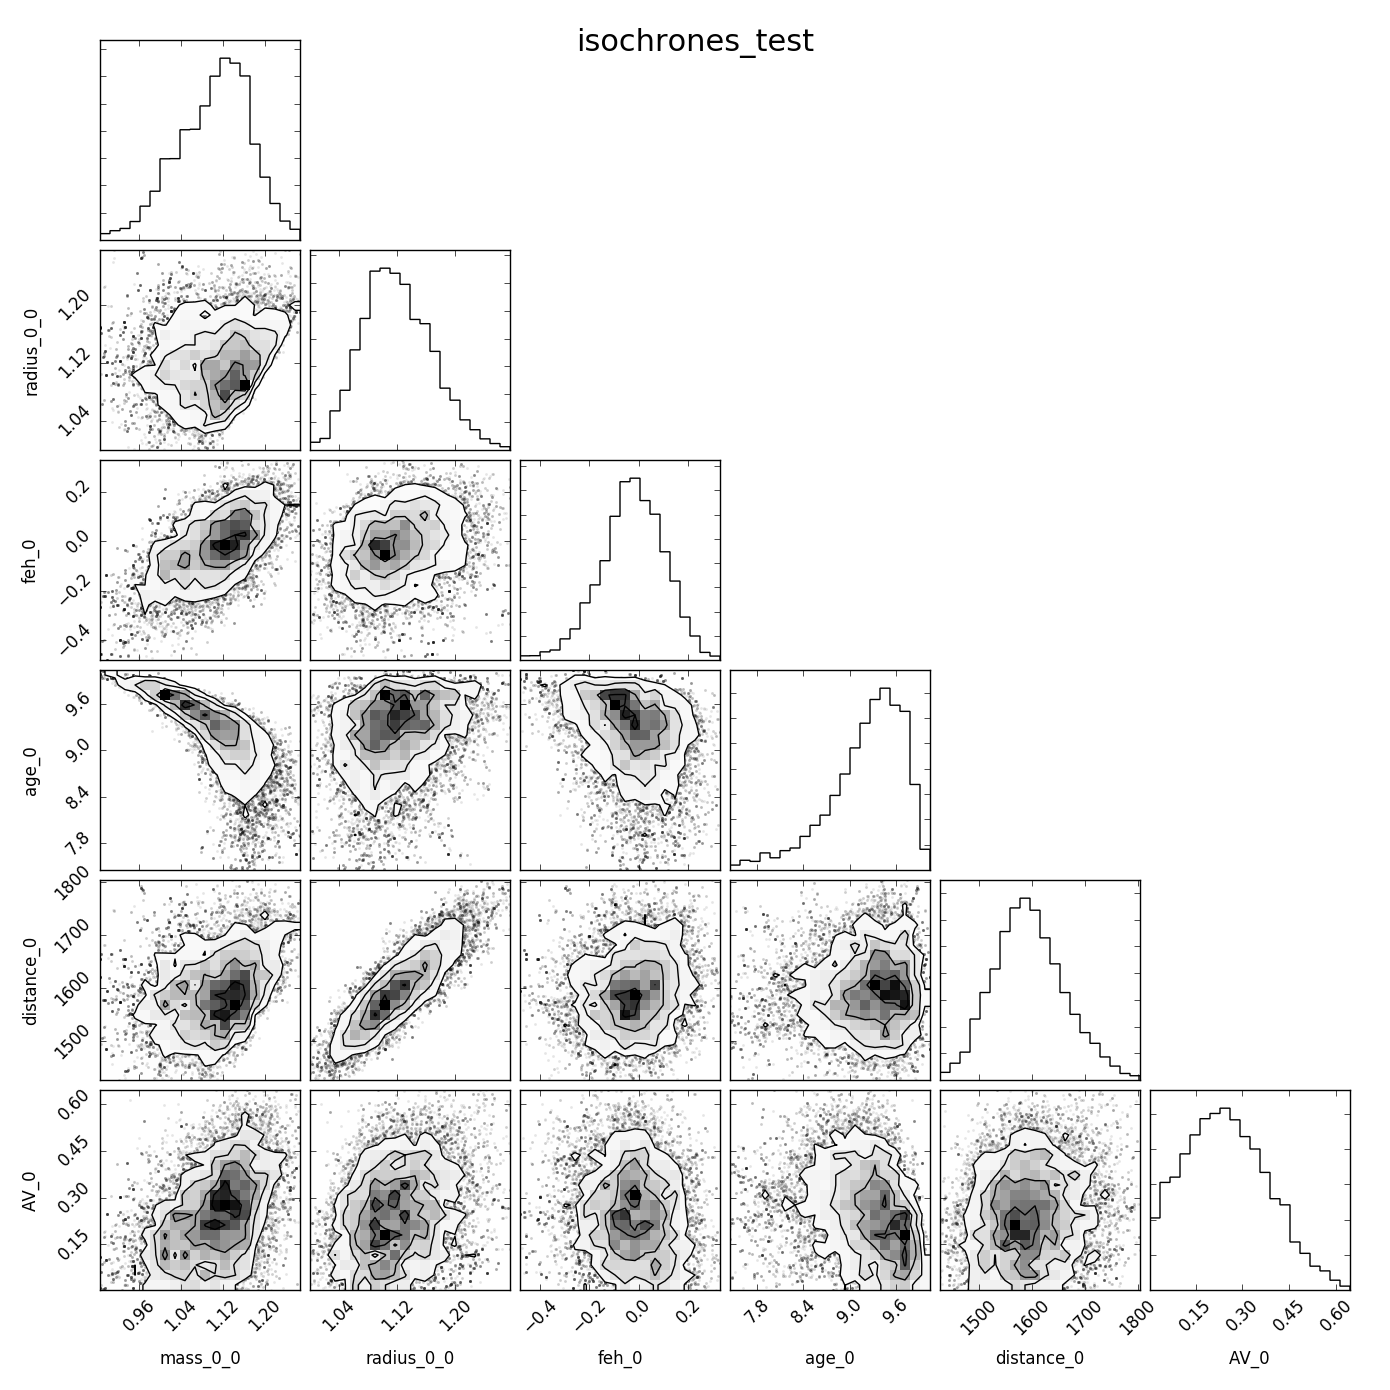 isochrones_test
radius_0_0
1.20
1.12
1.04
feh_0
0.2
0.0
−0.2
−0.4
age_0
9.6
9.0
8.4
7.8
distance_0
1800
1700
1600
1500
AV_0
0.60
0.45
0.30
0.15
0.96 1.04 1.12 1.20 1.04 1.12 1.20 −0.4 −0.2 0.0 0.2 7.8 8.4 9.0 9.6 1500 1600 1700 1800 0.15 0.30 0.45 0.60
mass_0_0 radius_0_0 feh_0 age_0 distance_0 AV_0